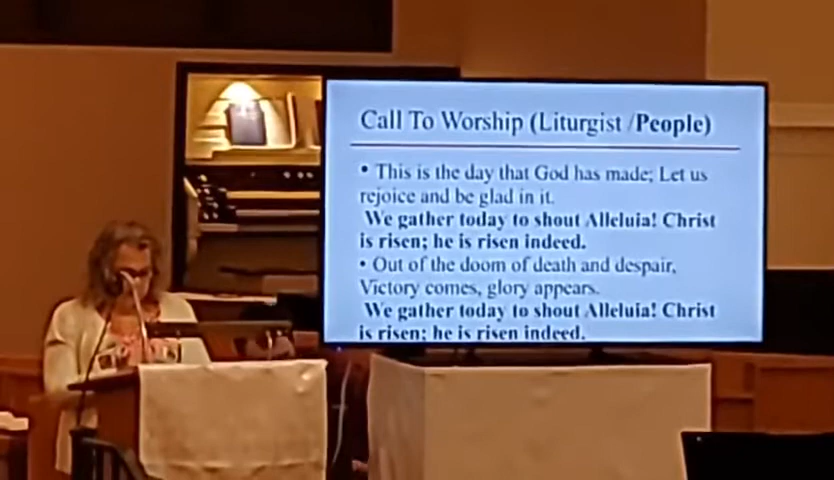 Call To Worship (Liturgist /People)
• This is the day that God has made; Let us
rejoice and be glad in it.
We gather today to shout Alleluia! Christ
is risen; he is risen indeed.
• Out of the doom of death and despair,
Victory comes, glory appears.
We gather today to shout Alleluia! Christ
is risen; he is risen indeed.